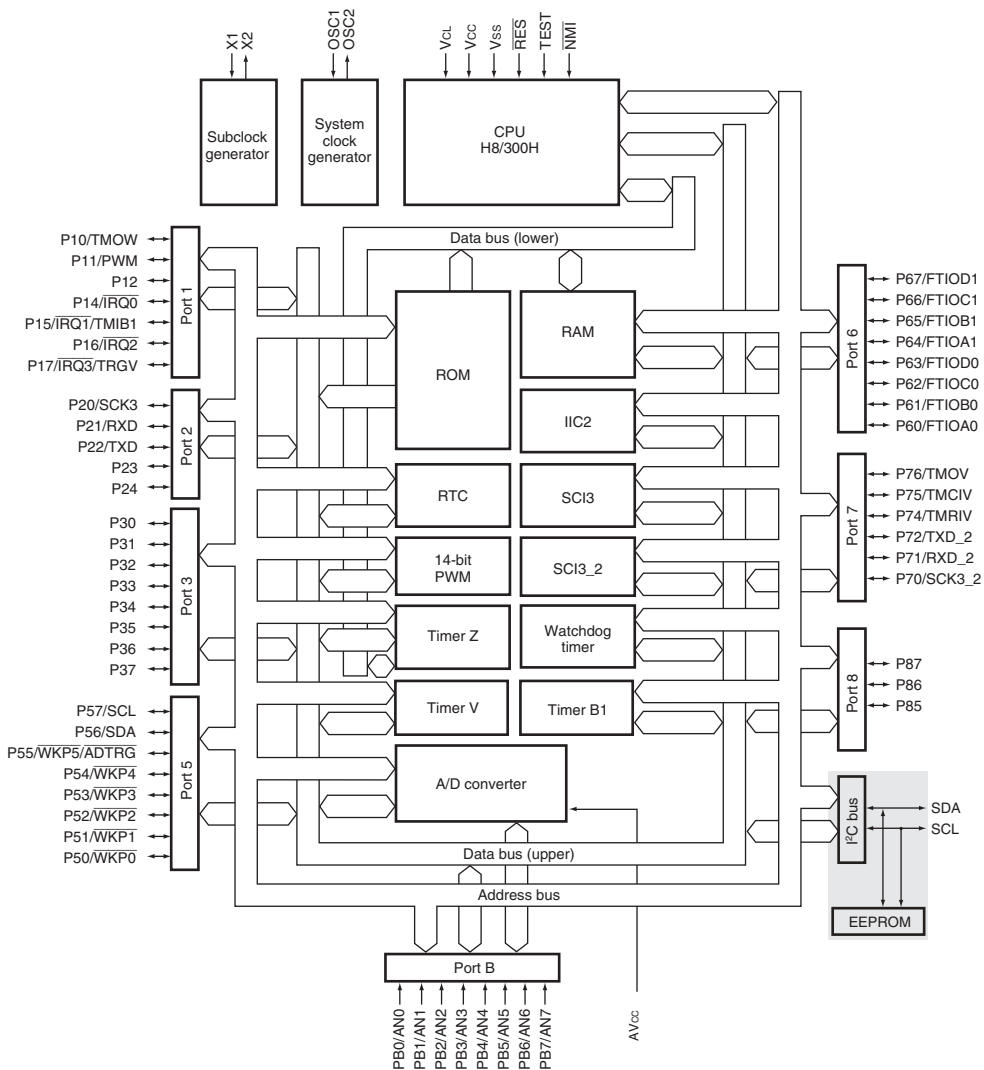 X1
X2
OSC1
OSC2
VCL
VCC
VSS
RES
TEST
NMI
Subclock
generator
System
clock
generator
CPU
H8/300H
Data bus (lower)
P10/TMOW
P11/PWM
P12
P14/IRQ0
P15/IRQ1/TMIB1
P16/IRQ2
P17/IRQ3/TRGV
Port 1
P20/SCK3
P21/RXD
P22/TXD
P23
P24
Port 2
P30
P31
P32
P33
P34
P35
P36
P37
Port 3
P57/SCL
P56/SDA
P55/WKP5/ADTRG
P54/WKP4
P53/WKP3
P52/WKP2
P51/WKP1
P50/WKP0
Port 5
ROM
RAM
IIC2
RTC
SCI3
14-bit
PWM
SCI3_2
Timer Z
Watchdog
timer
Timer V
Timer B1
A/D converter
Port 6
P67/FTIOD1
P66/FTIOC1
P65/FTIOB1
P64/FTIOA1
P63/FTIOD0
P62/FTIOC0
P61/FTIOB0
P60/FTIOA0
Port 7
P76/TMOV
P75/TMCIV
P74/TMRIV
P72/TXD_2
P71/RXD_2
P70/SCK3_2
Port 8
P87
P86
P85
I²C bus
SDA
SCL
EEPROM
Data bus (upper)
Address bus
Port B
PB0/AN0
PB1/AN1
PB2/AN2
PB3/AN3
PB4/AN4
PB5/AN5
PB6/AN6
PB7/AN7
AVCC